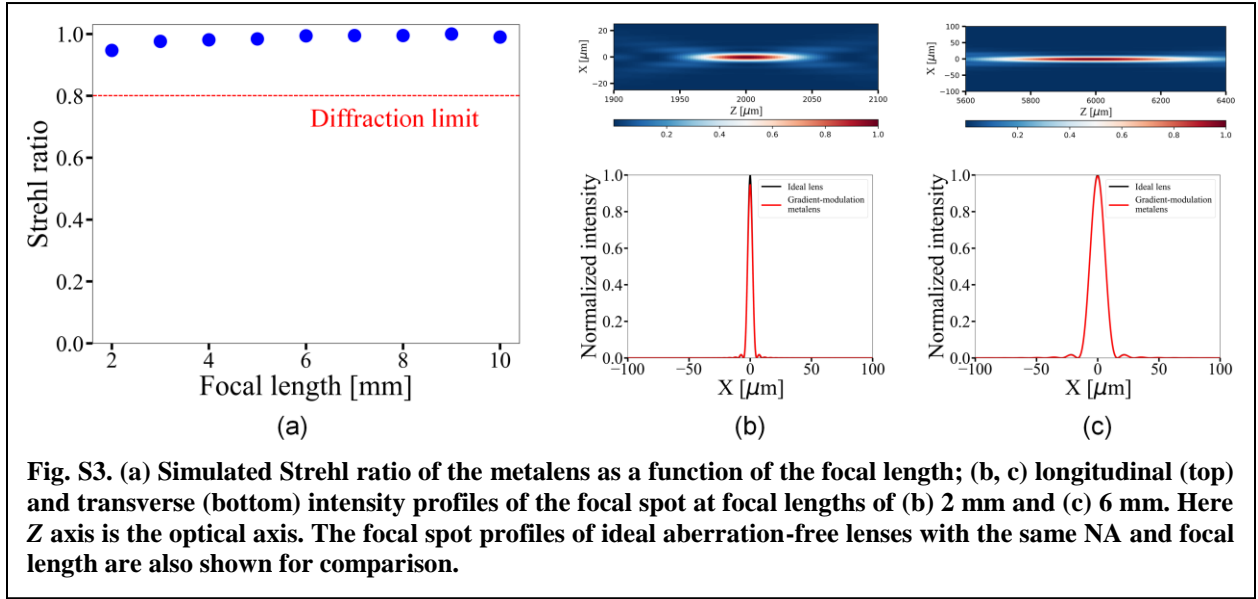 1.0
0.8
0.6
0.4
0.2
0.0
Strehl ratio
Diffraction limit
2 4 6 8 10
Focal length [mm]
(a)
20
0
−20
X [μm]
1900 1950 2000 2050 2100
Z [μm]
0.2 0.4 0.6 0.8 1.0
1.0
0.8
0.6
0.4
0.2
0.0
Normalized intensity
Ideal lens
Gradient-modulation
metalens
−100 −50 0 50 100
X [μm]
(b)
100
50
0
−50
−100
X [μm]
5600 5800 6000 6200 6400
Z [μm]
0.2 0.4 0.6 0.8 1.0
1.0
0.8
0.6
0.4
0.2
0.0
Normalized intensity
Ideal lens
Gradient-modulation
metalens
−100 −50 0 50 100
X [μm]
(c)
Fig. S3. (a) Simulated Strehl ratio of the metalens as a function of the focal length; (b, c) longitudinal (top)
and transverse (bottom) intensity profiles of the focal spot at focal lengths of (b) 2 mm and (c) 6 mm. Here
Z axis is the optical axis. The focal spot profiles of ideal aberration-free lenses with the same NA and focal
length are also shown for comparison.